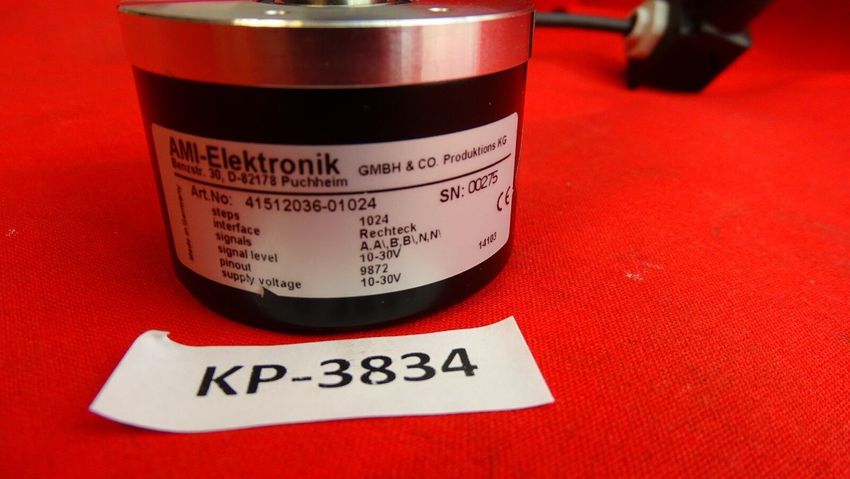 AMI-Elektronik GMBH & CO. Produktions KG
Benzstr. 30, D-82178 Puchheim
Art.No: 41512036-01024 SN: 00275
steps 1024
interface Rechteck
signals A,A\,B,B\,N,N\
signal level 10-30V
pinout 9872
supply voltage 10-30V
CE
14103
Made in Germany
KP-3834